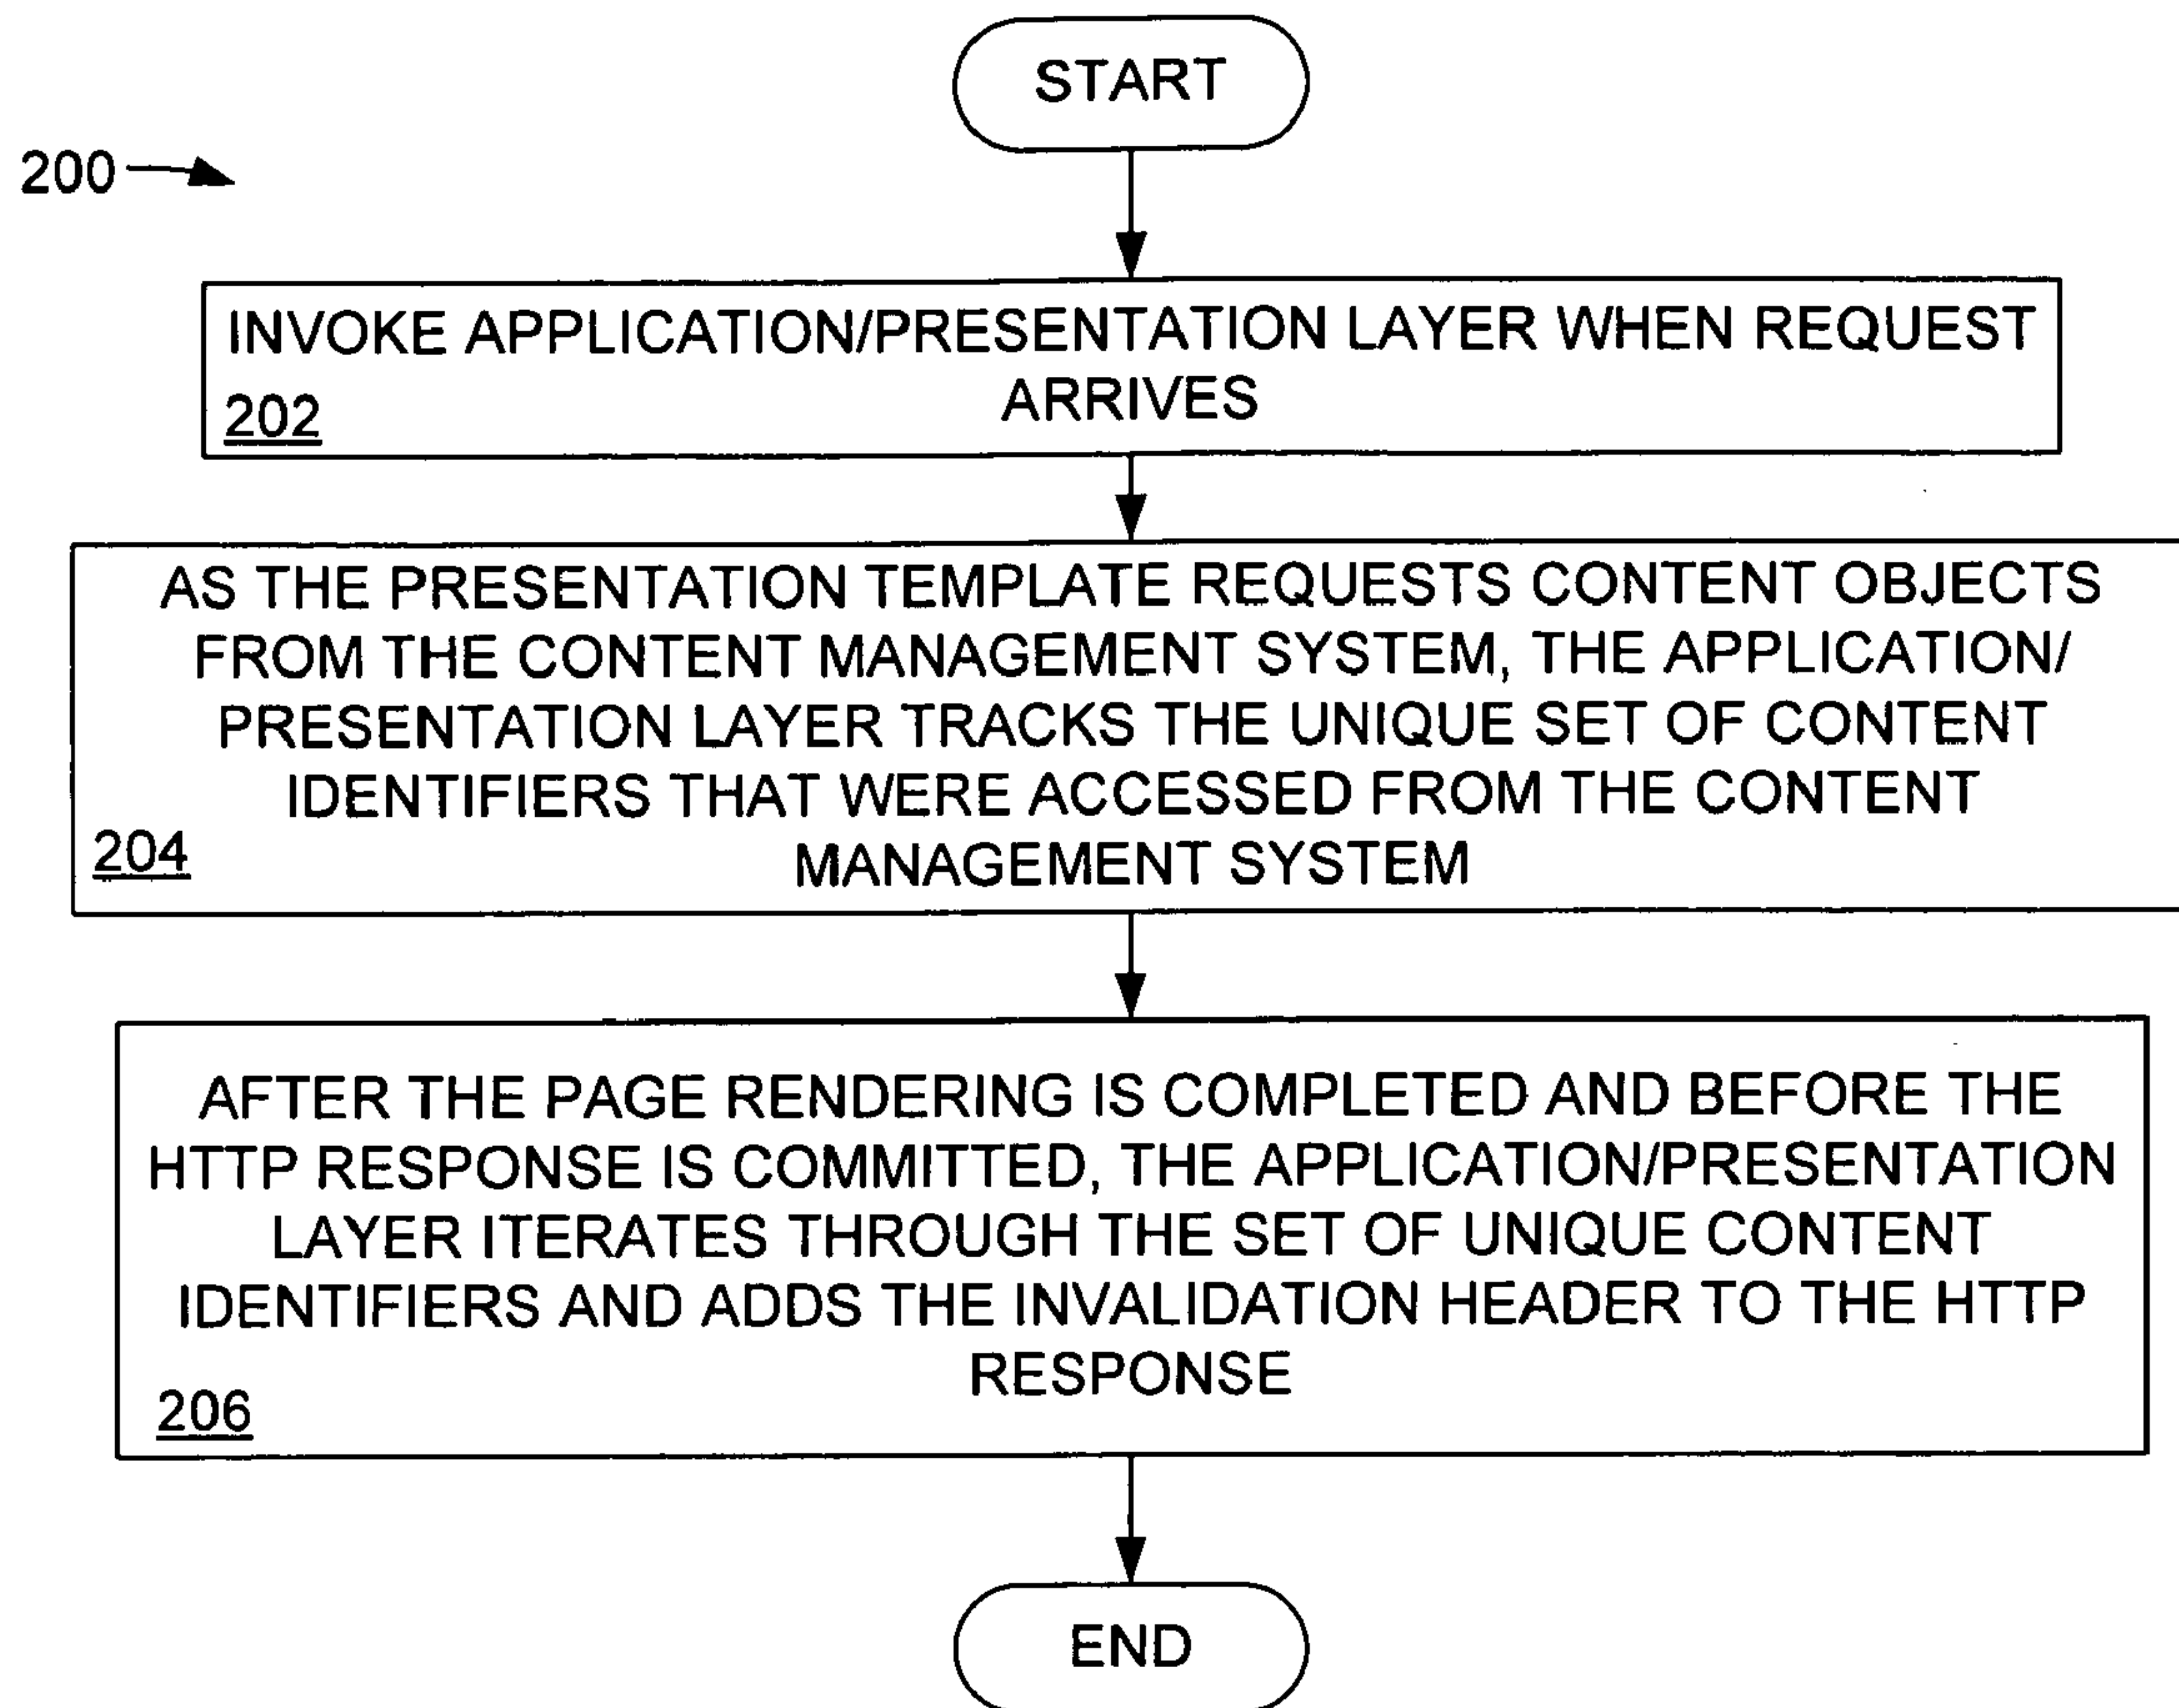 START
200
INVOKE APPLICATION/PRESENTATION LAYER WHEN REQUEST
ARRIVES
202
AS THE PRESENTATION TEMPLATE REQUESTS CONTENT OBJECTS
FROM THE CONTENT MANAGEMENT SYSTEM, THE APPLICATION/
PRESENTATION LAYER TRACKS THE UNIQUE SET OF CONTENT
IDENTIFIERS THAT WERE ACCESSED FROM THE CONTENT
MANAGEMENT SYSTEM
204
AFTER THE PAGE RENDERING IS COMPLETED AND BEFORE THE
HTTP RESPONSE IS COMMITTED, THE APPLICATION/PRESENTATION
LAYER ITERATES THROUGH THE SET OF UNIQUE CONTENT
IDENTIFIERS AND ADDS THE INVALIDATION HEADER TO THE HTTP
RESPONSE
206
END